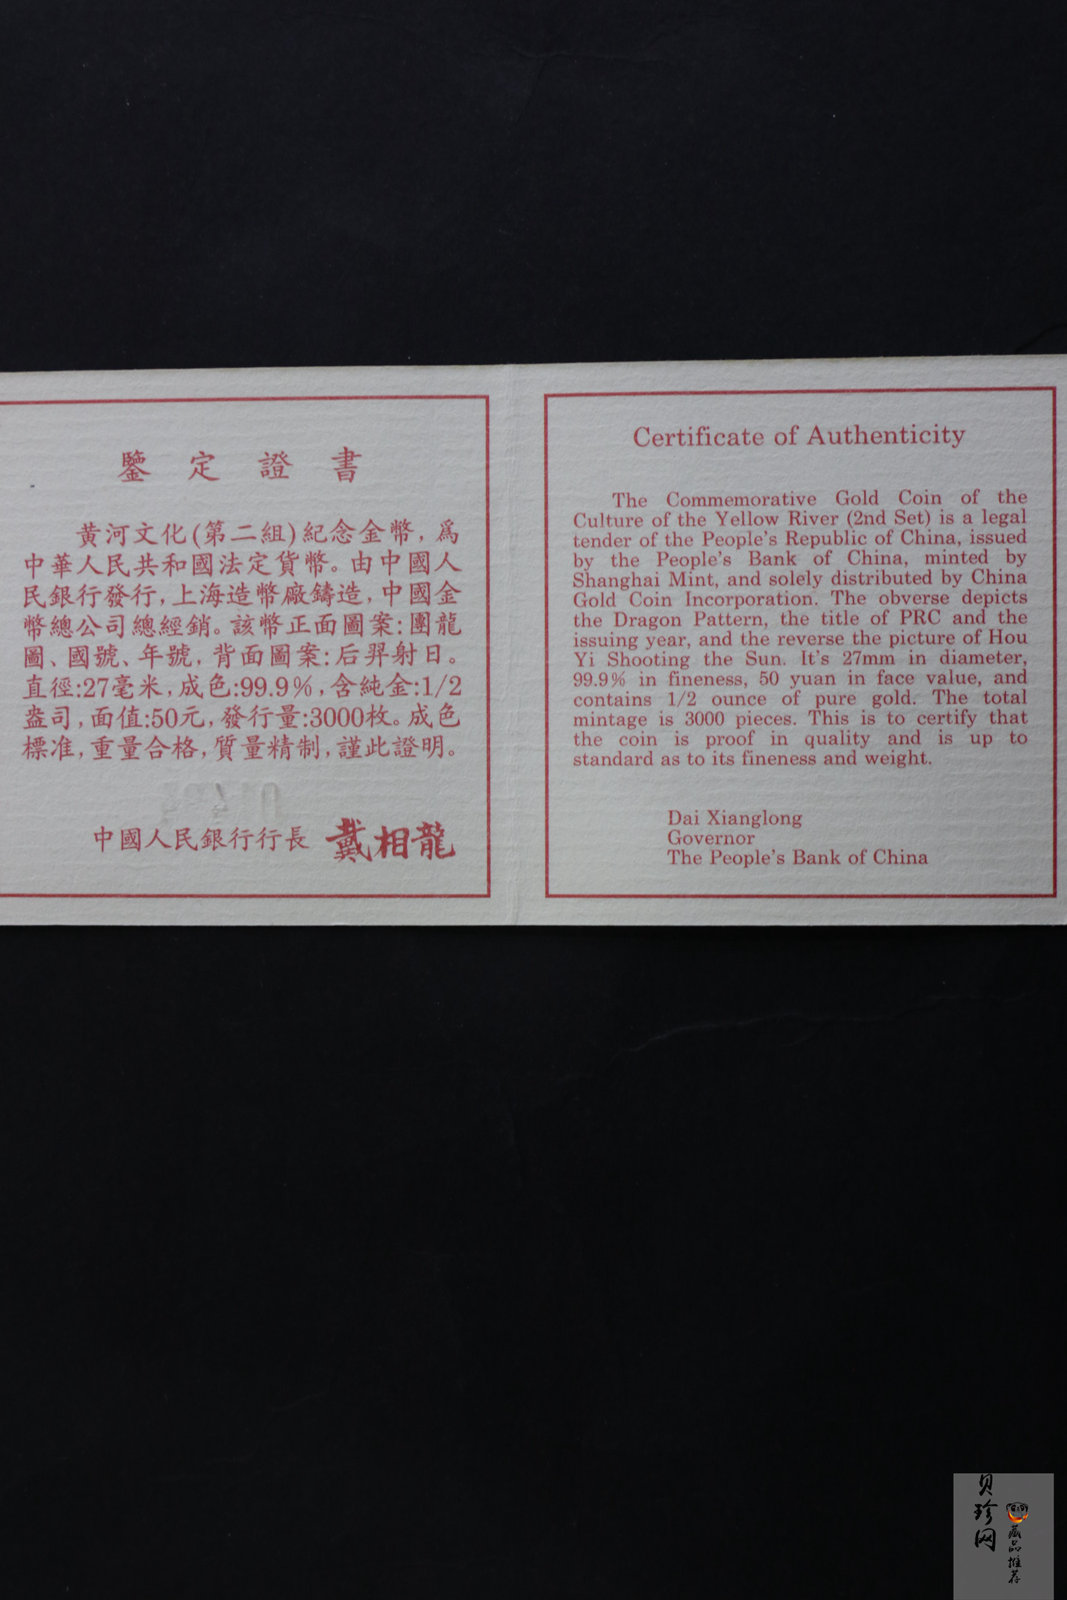 鑒定證書
黄河文化(第二組)紀念金幣，爲
中華人民共和國法定貨幣。由中國人
民銀行發行，上海造幣廠鑄造，中國金
幣總公司總經銷。該幣正面圖案:團龍
圖、國號、年號，背面圖案:后羿射日。
直徑:27毫米，成色:99.9%，含純金:1/2
盎司，面值:50元，發行量:3000枚。成色
標准，重量合格，質量精制，謹此證明。
中國人民銀行行長 戴相龍
Certificate of Authenticity
The Commemorative Gold Coin of the
Culture of the Yellow River (2nd Set) is a legal
tender of the People's Republic of China, issued
by the People's Bank of China, minted by
Shanghai Mint, and solely distributed by China
Gold Coin Incorporation. The obverse depicts
the Dragon Pattern, the title of PRC and the
issuing year, and the reverse the picture of Hou
Yi Shooting the Sun. It's 27mm in diameter,
99.9% in fineness, 50 yuan in face value, and
contains 1/2 ounce of pure gold. The total
mintage is 3000 pieces. This is to certify that
the coin is proof in quality and is up to
standard as to its fineness and weight.
Dai Xianglong
Governor
The People's Bank of China
贝珍网
藏品推荐